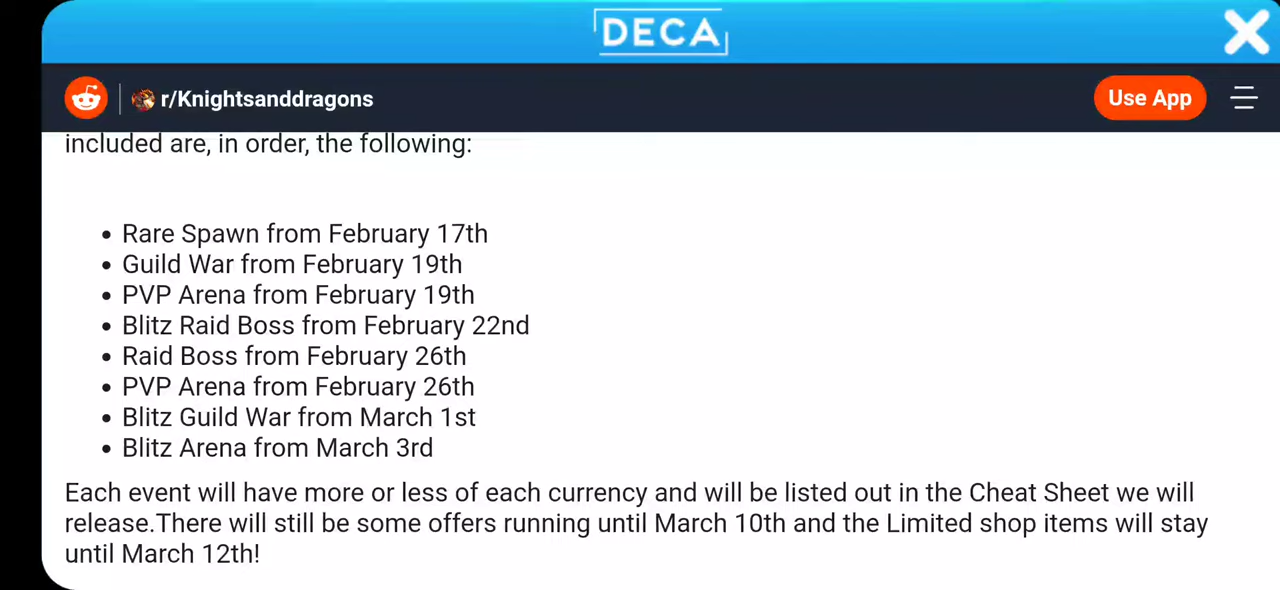 DECA
r/Knightsanddragons
Use App
included are, in order, the following:
• Rare Spawn from February 17th
• Guild War from February 19th
• PVP Arena from February 19th
• Blitz Raid Boss from February 22nd
• Raid Boss from February 26th
• PVP Arena from February 26th
• Blitz Guild War from March 1st
• Blitz Arena from March 3rd
Each event will have more or less of each currency and will be listed out in the Cheat Sheet we will
release.There will still be some offers running until March 10th and the Limited shop items will stay
until March 12th!